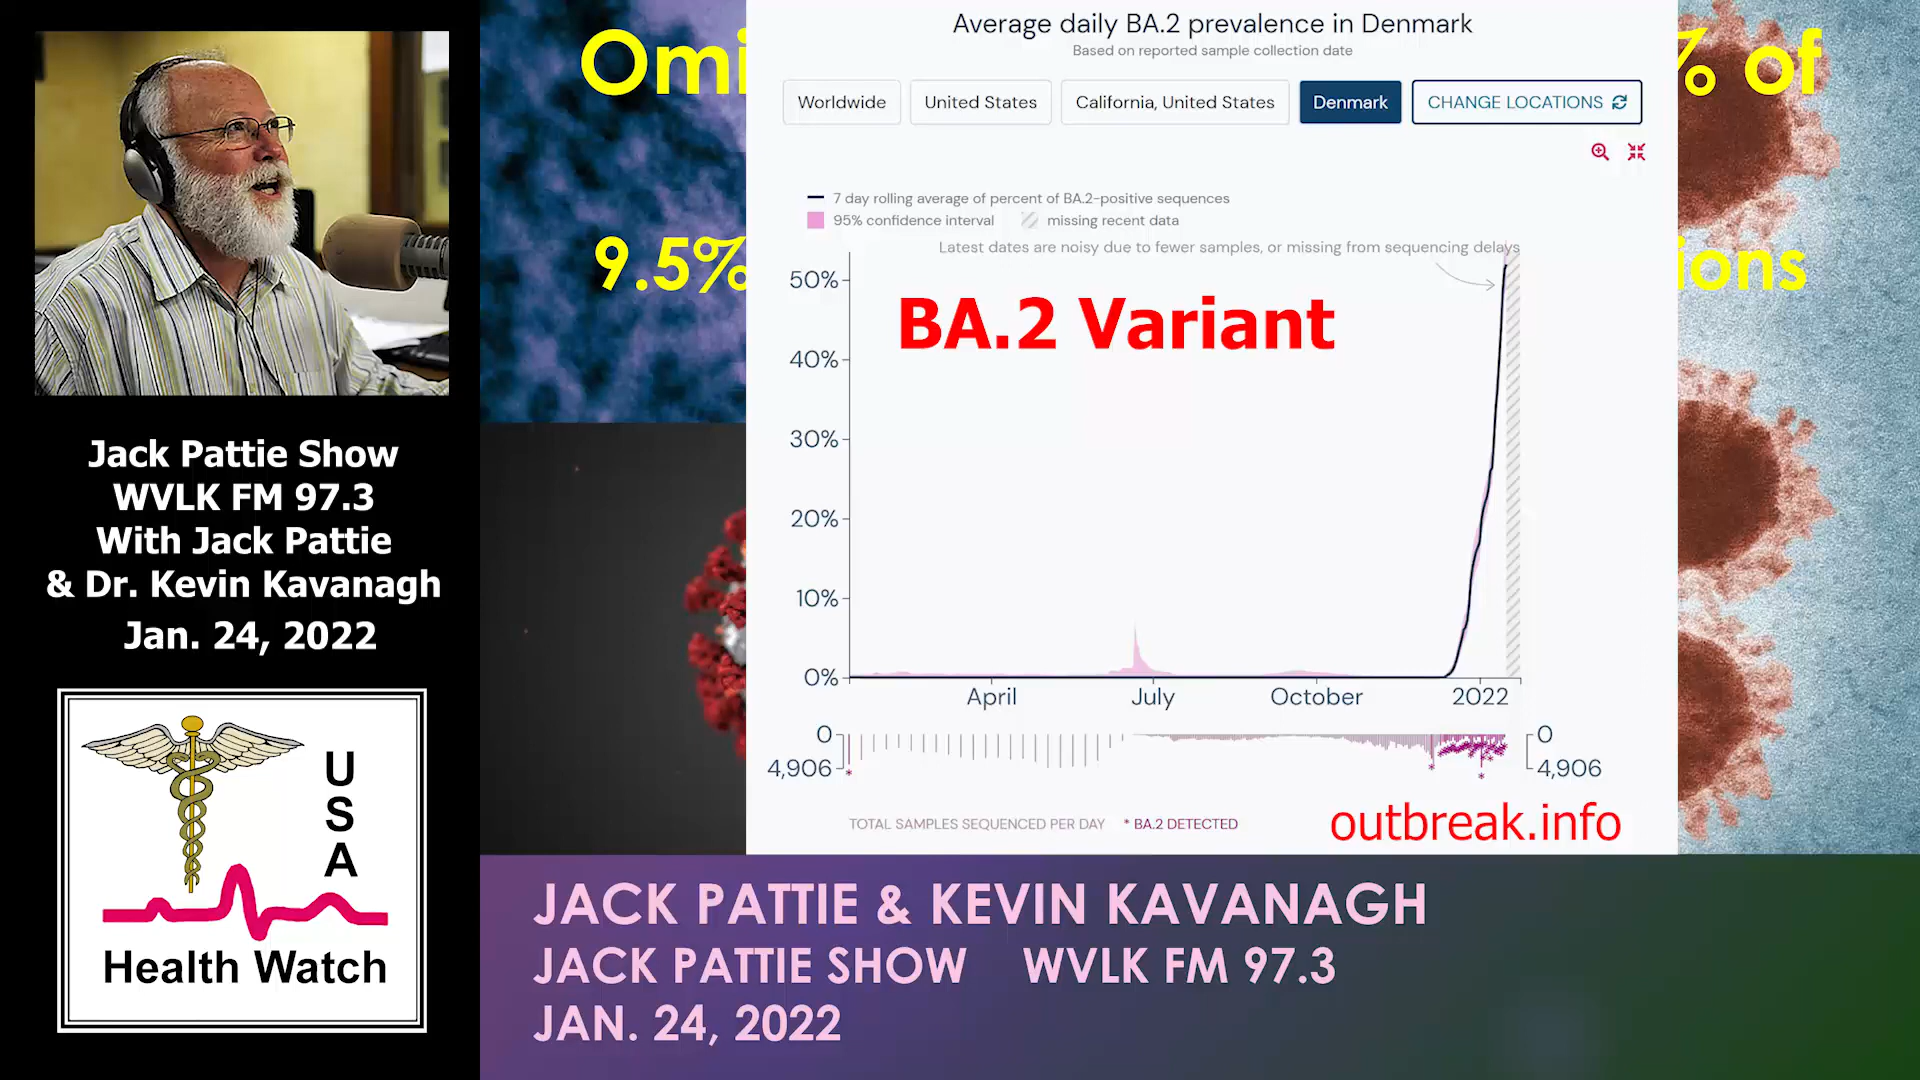 Jack Pattie Show
WVLK FM 97.3
With Jack Pattie
& Dr. Kevin Kavanagh
Jan. 24, 2022
U
S
A
Health Watch
Omi
% of
9.5%
ions
Average daily BA.2 prevalence in Denmark
Based on reported sample collection date
Worldwide
United States
California, United States
Denmark
CHANGE LOCATIONS
7 day rolling average of percent of BA.2-positive sequences
95% confidence interval
missing recent data
Latest dates are noisy due to fewer samples, or missing from sequencing delays
BA.2 Variant
50%
40%
30%
20%
10%
0%
April
July
October
2022
0
4,906
0
4,906
TOTAL SAMPLES SEQUENCED PER DAY
* BA.2 DETECTED
outbreak.info
JACK PATTIE & KEVIN KAVANAGH
JACK PATTIE SHOW WVLK FM 97.3
JAN. 24, 2022